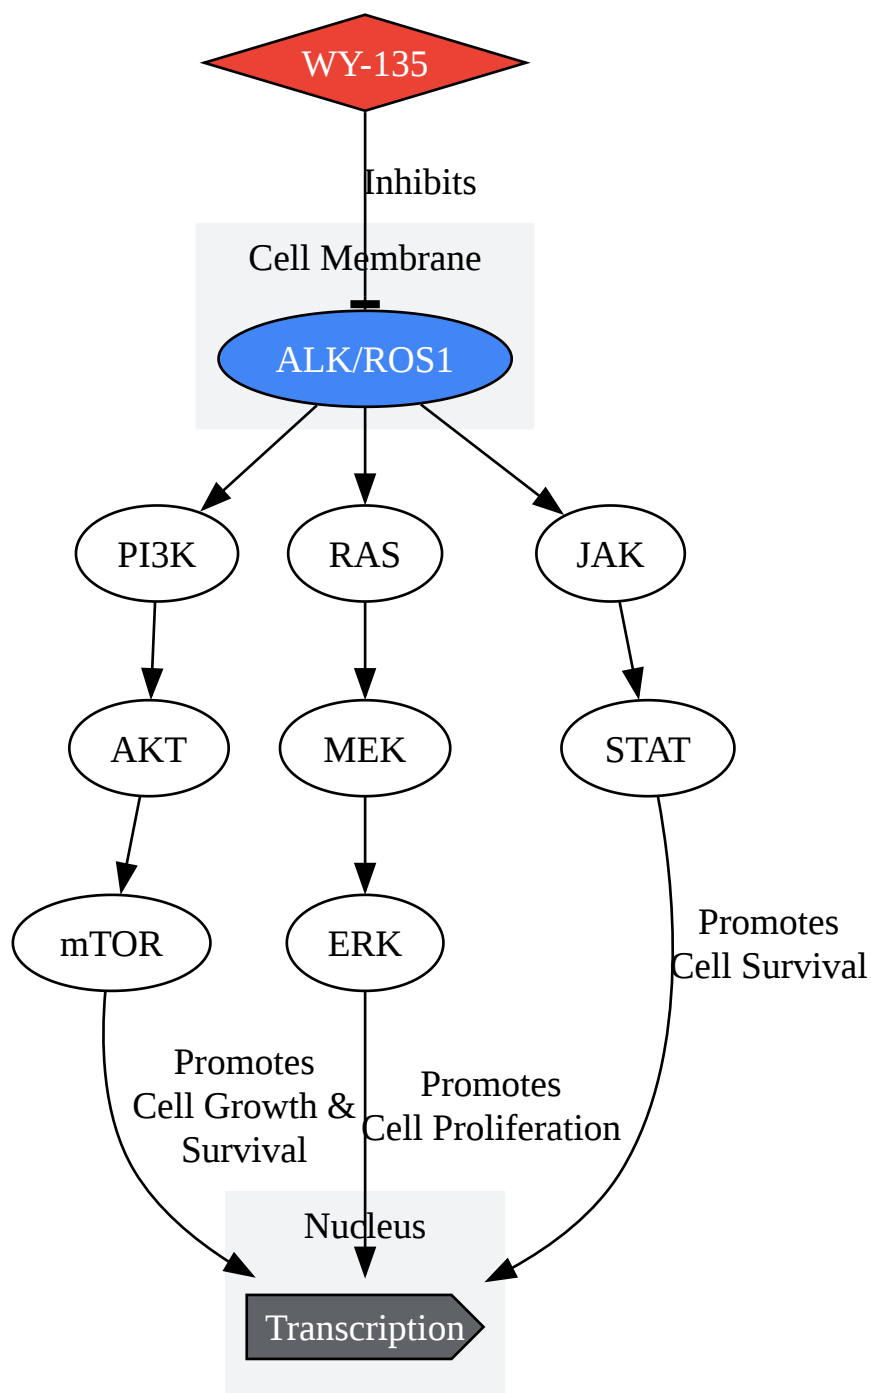 WY-135
Inhibits
Cell Membrane
ALK/ROS1
PI3K
RAS
JAK
AKT
MEK
STAT
mTOR
ERK
Promotes
Cell Survival
Promotes
Cell Growth &
Survival
Promotes
Cell Proliferation
Nucleus
Transcription